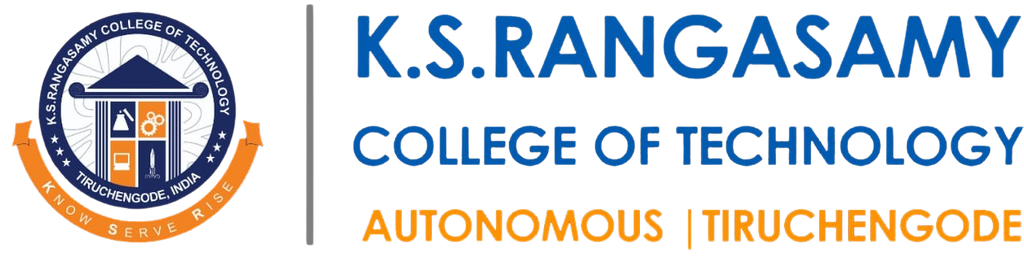 K.S.RANGASAMY COLLEGE OF TECHNOLOGY
TIRUCHENGODE, INDIA
KNOW SERVE RISE
K.S.RANGASAMY
COLLEGE OF TECHNOLOGY
AUTONOMOUS |TIRUCHENGODE